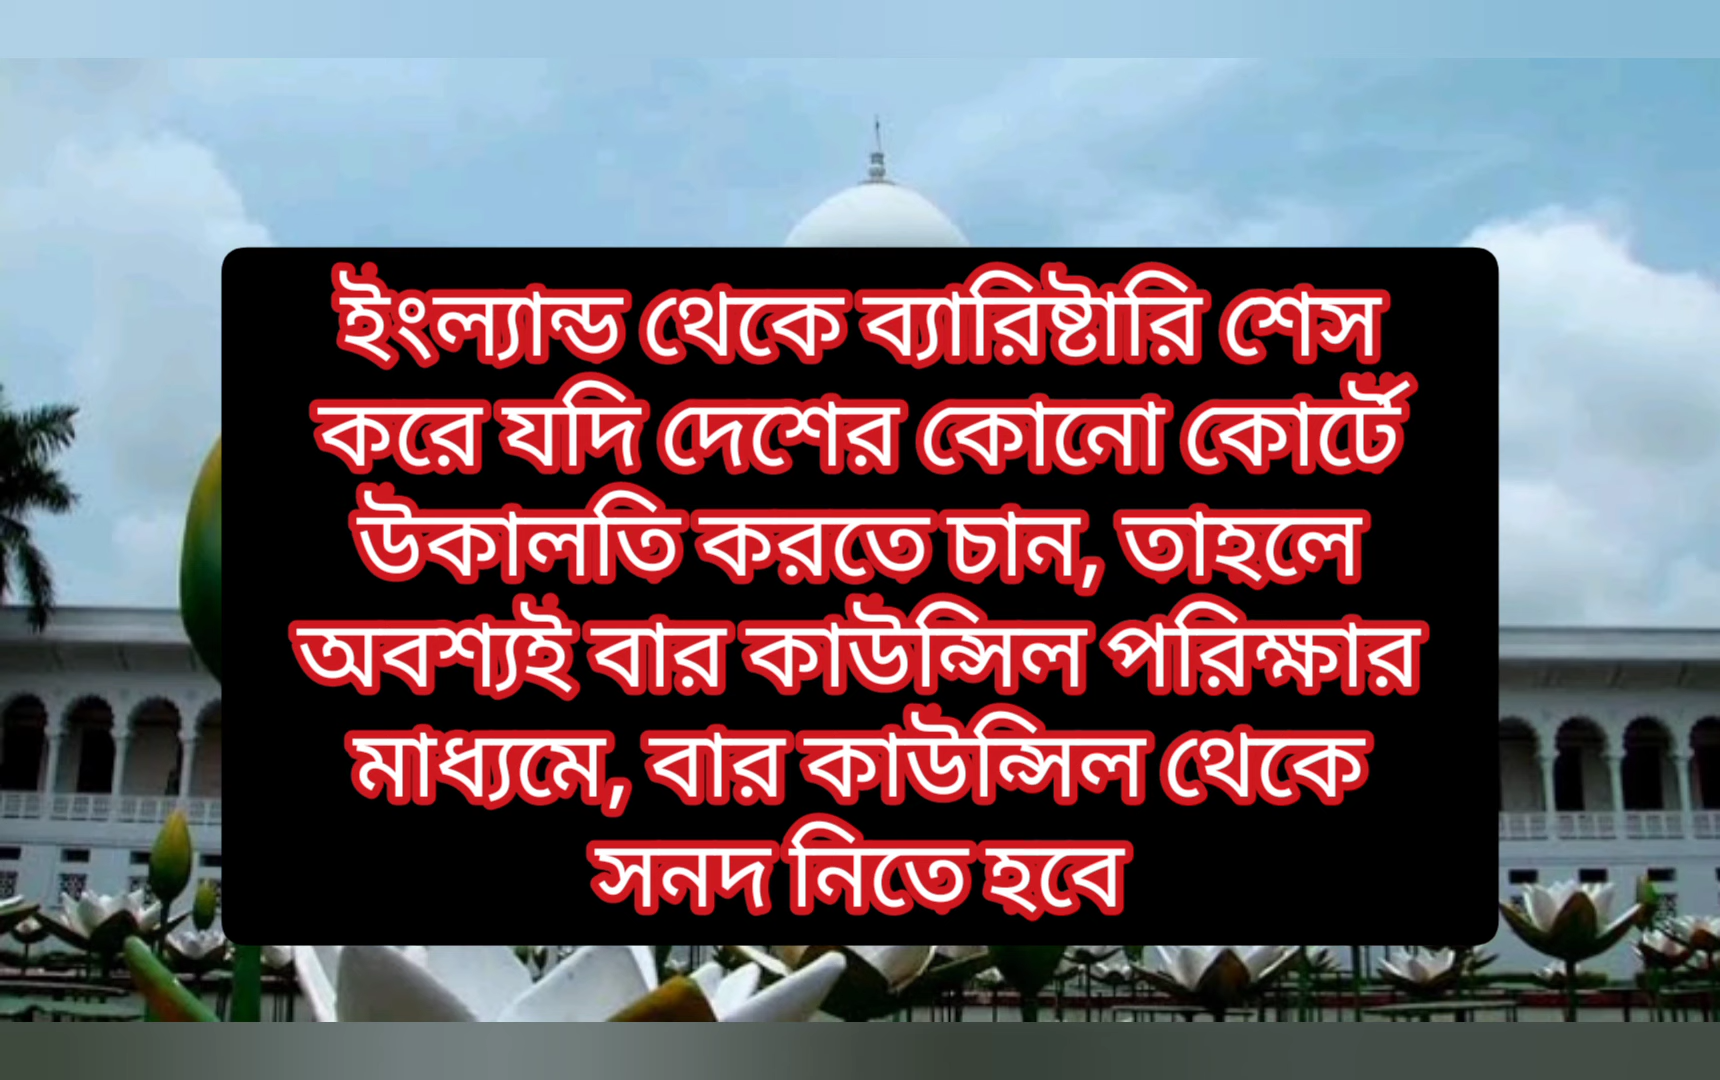 ইংল্যান্ড থেকে ব্যারিষ্টারি শেস
করে যদি দেশের কোনো কোর্টে
উকালতি করতে চান, তাহলে
অবশ্যই বার কাউন্সিল পরিক্ষার
মাধ্যমে, বার কাউন্সিল থেকে
সনদ নিতে হবে